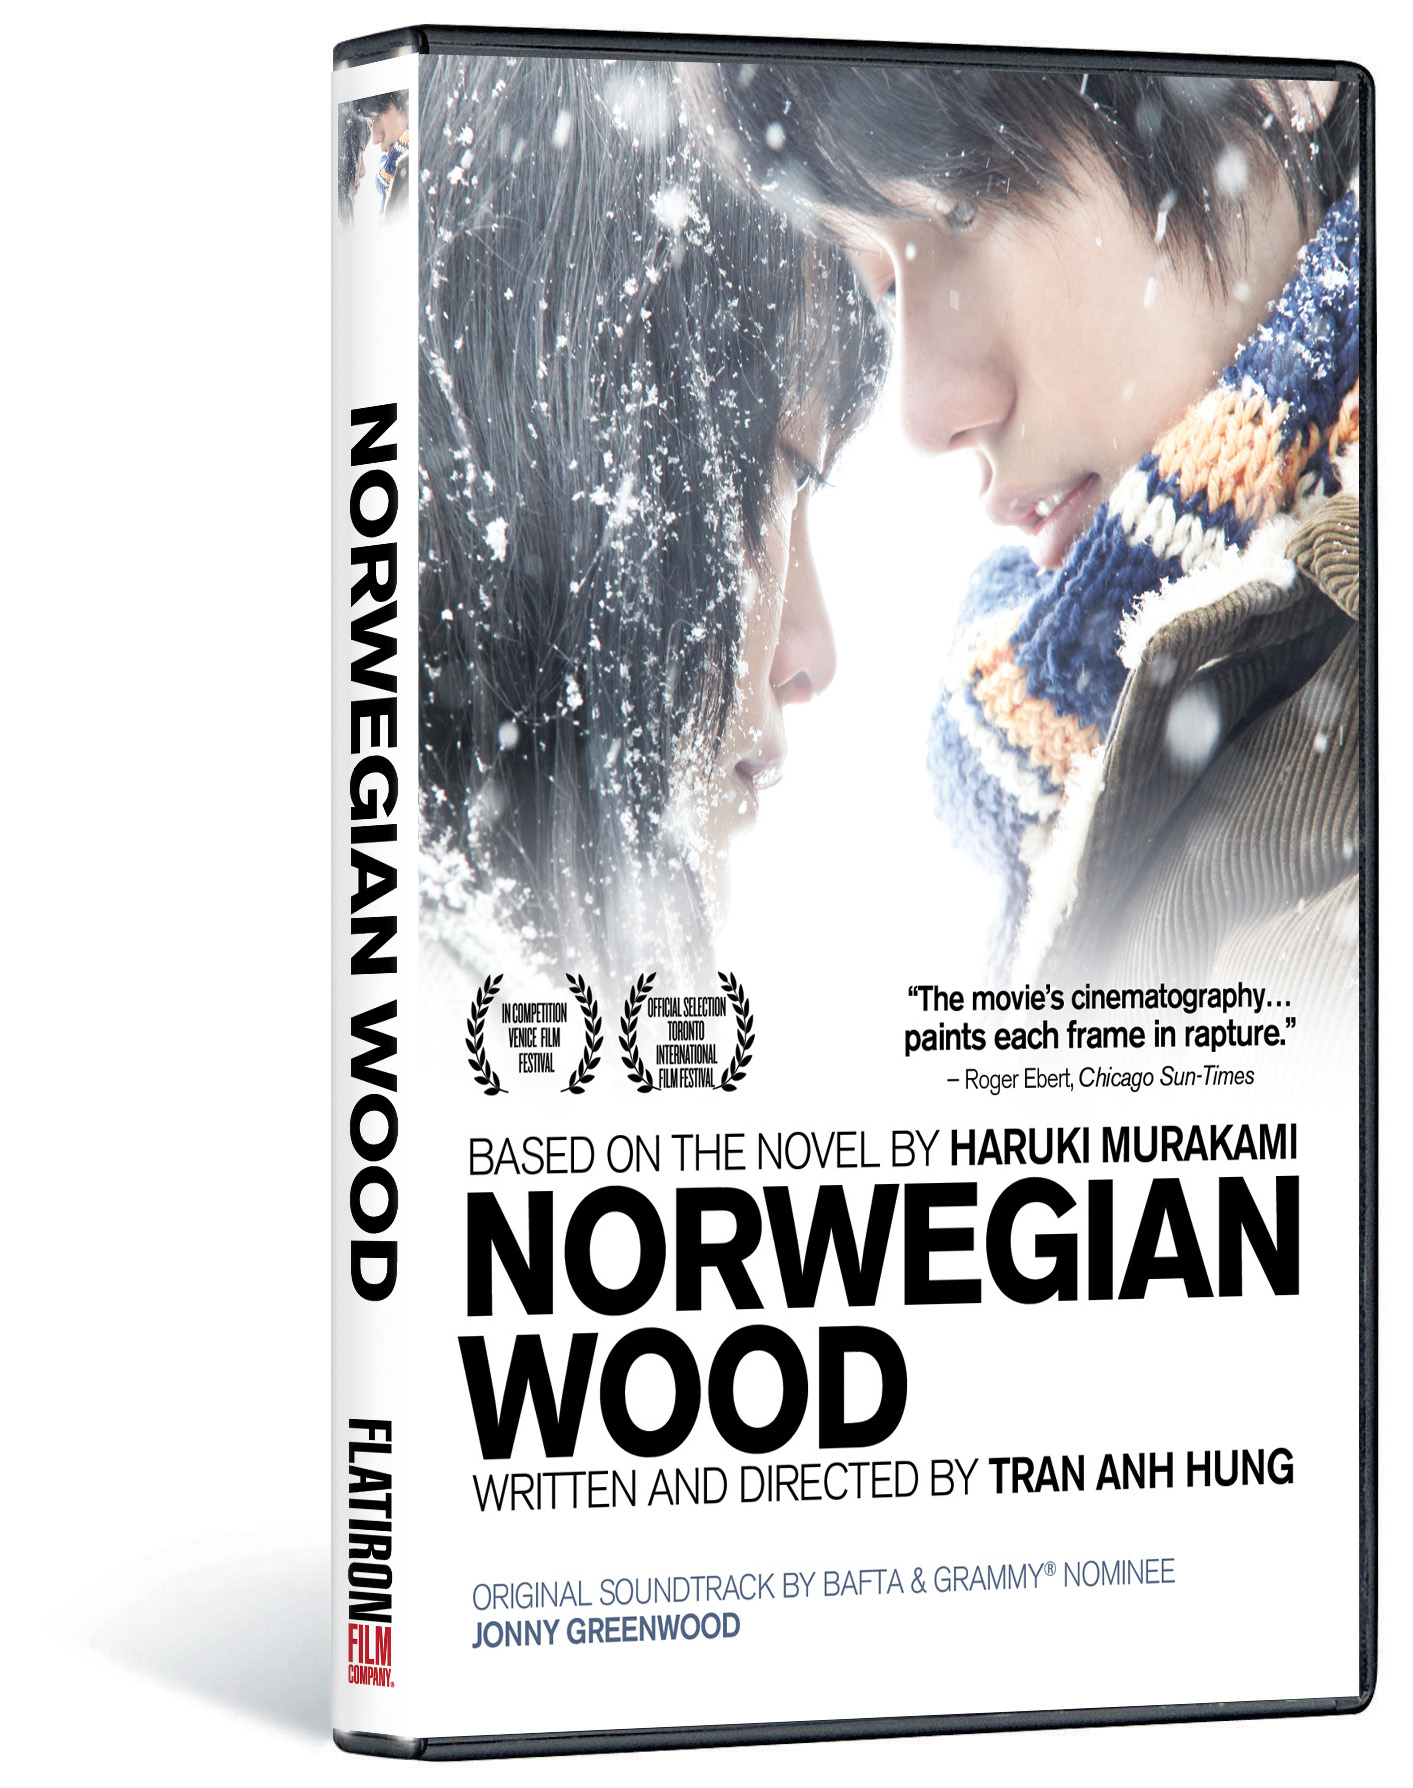 NORWEGIAN WOOD
FLATIRON
FILM
COMPANY®
IN COMPETITION
VENICE FILM
FESTIVAL
OFFICIAL SELECTION
TORONTO
INTERNATIONAL
FILM FESTIVAL
“The movie’s cinematography…
paints each frame in rapture.”
– Roger Ebert, Chicago Sun-Times
BASED ON THE NOVEL BY HARUKI MURAKAMI
NORWEGIAN
WOOD
WRITTEN AND DIRECTED BY TRAN ANH HUNG
ORIGINAL SOUNDTRACK BY BAFTA & GRAMMY® NOMINEE
JONNY GREENWOOD